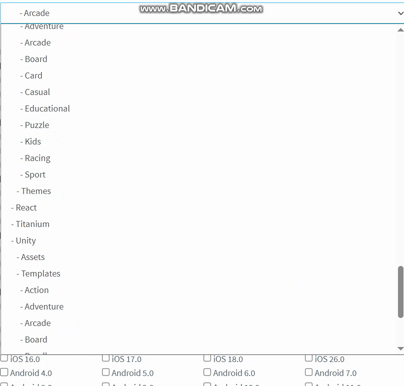 - Arcade
www.BANDICAM.com
- Adventure
- Arcade
- Board
- Card
- Casual
- Educational
- Puzzle
- Kids
- Racing
- Sport
- Themes
- React
- Titanium
- Unity
- Assets
- Templates
- Action
- Adventure
- Arcade
- Board
iOS 16.0 iOS 17.0 iOS 18.0 iOS 26.0
Android 4.0 Android 5.0 Android 6.0 Android 7.0